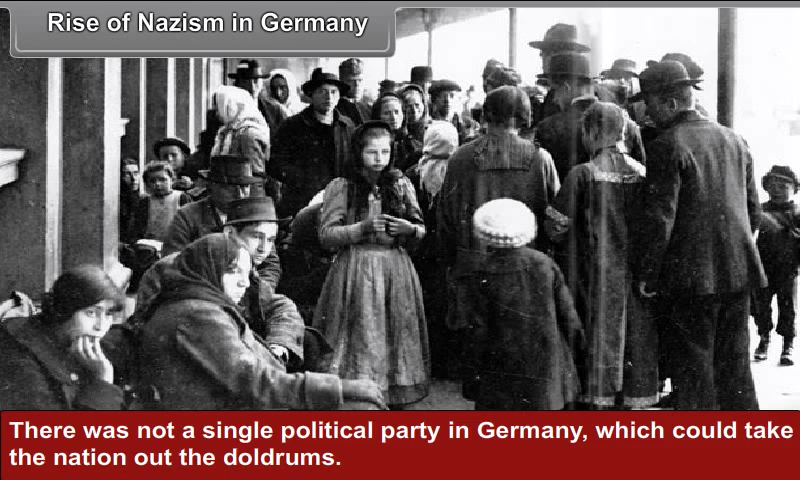 Rise of Nazism in Germany
There was not a single political party in Germany, which could take
the nation out the doldrums.